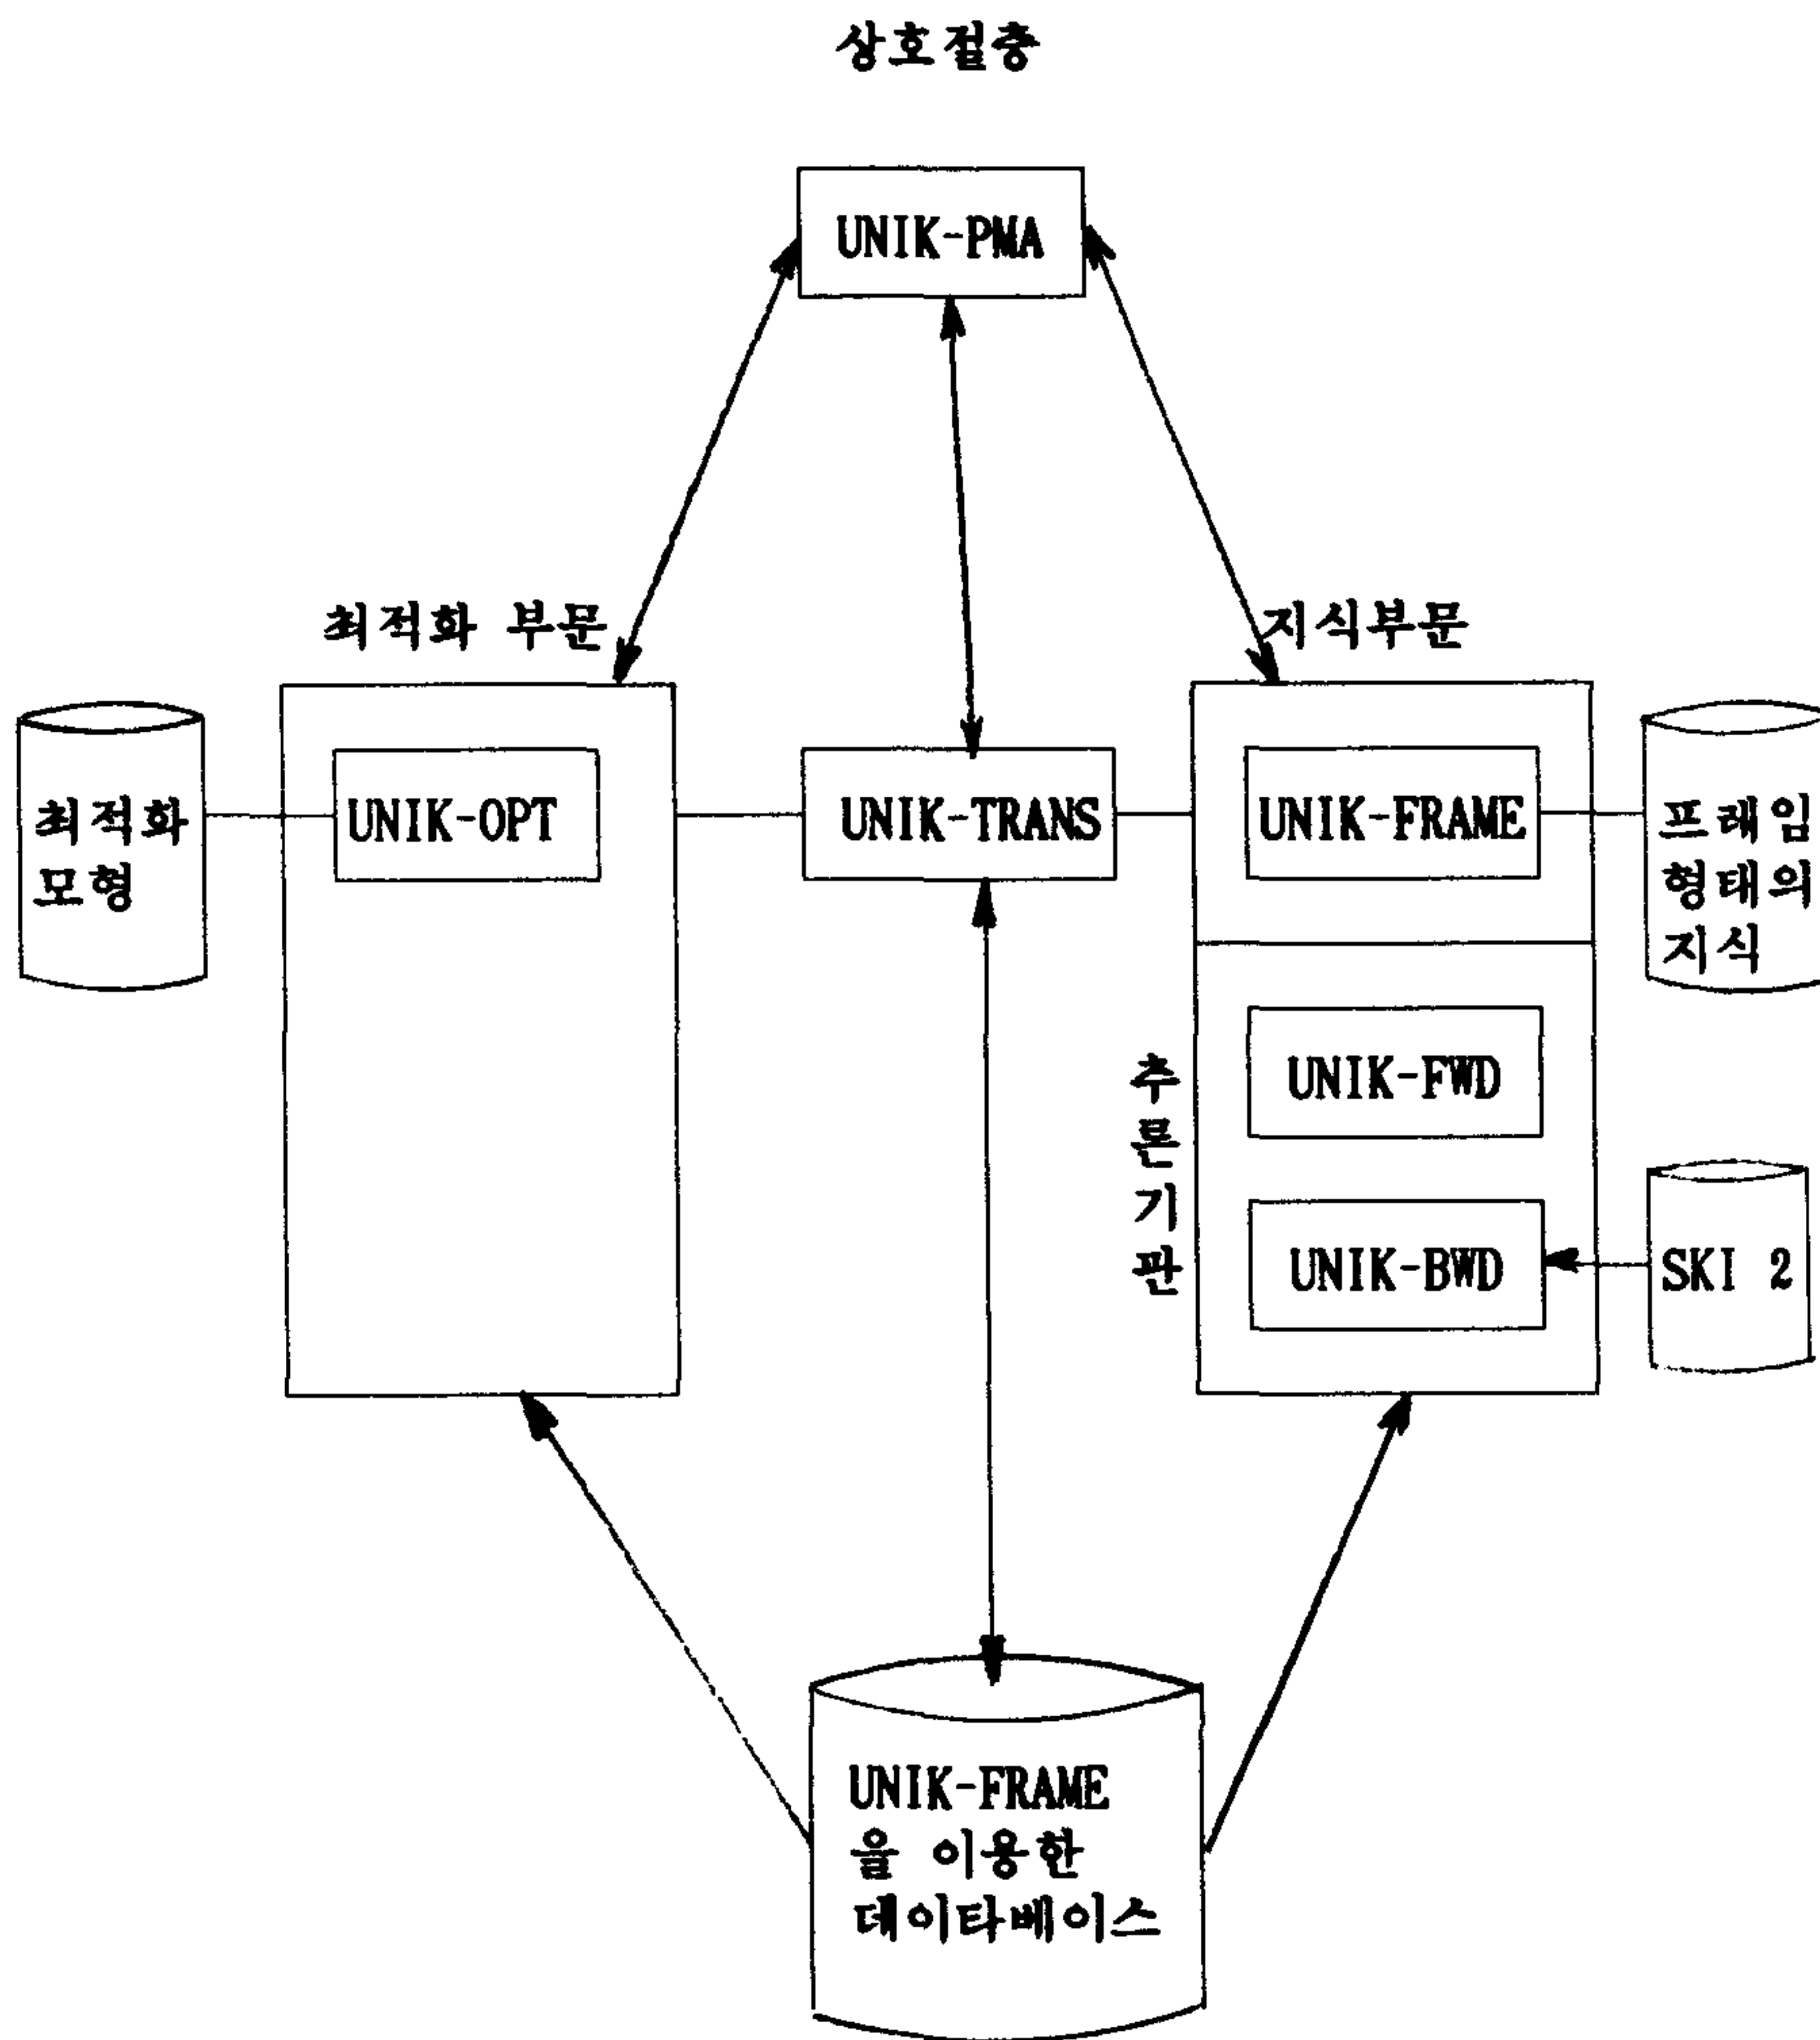 상호절충
UNIK-PMA
최적화 부문
지식부문
최적화
모형
UNIK-OPT
UNIK-TRANS
UNIK-FRAME
프레임
형태의
지식
추론기관
UNIK-FWD
UNIK-BWD
SKI 2
UNIK-FRAME
을 이용한
데이타베이스